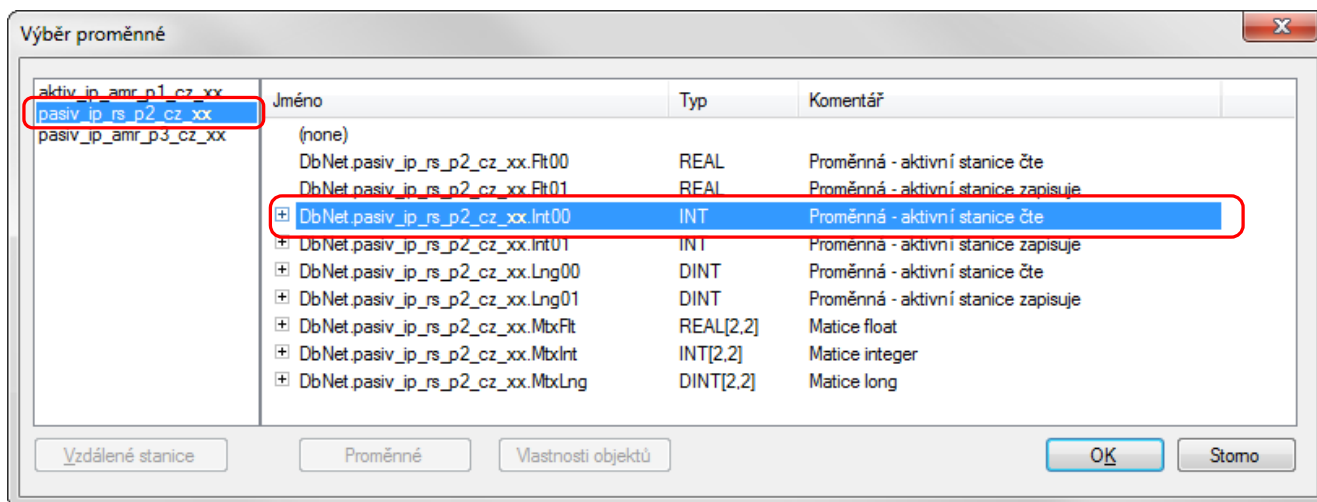 Výběr proměnné
aktiv_ip_amr_p1_cz_xx
pasiv_ip_rs_p2_cz_xx
pasiv_ip_amr_p3_cz_xx
Jméno Typ Komentář
(none)
DbNet.pasiv_ip_rs_p2_cz_xx.Flt00 REAL Proměnná - aktivní stanice čte
DbNet.pasiv_ip_rs_p2_cz_xx.Flt01 REAL Proměnná - aktivní stanice zapisuje
DbNet.pasiv_ip_rs_p2_cz_xx.Int00 INT Proměnná - aktivní stanice čte
DbNet.pasiv_ip_rs_p2_cz_xx.Int01 INT Proměnná - aktivní stanice zapisuje
DbNet.pasiv_ip_rs_p2_cz_xx.Lng00 DINT Proměnná - aktivní stanice čte
DbNet.pasiv_ip_rs_p2_cz_xx.Lng01 DINT Proměnná - aktivní stanice zapisuje
DbNet.pasiv_ip_rs_p2_cz_xx.MtxFlt REAL[2,2] Matice float
DbNet.pasiv_ip_rs_p2_cz_xx.MtxInt INT[2,2] Matice integer
DbNet.pasiv_ip_rs_p2_cz_xx.MtxLng DINT[2,2] Matice long
Vzdálené stanice Proměnné Vlastnosti objektů OK Storno